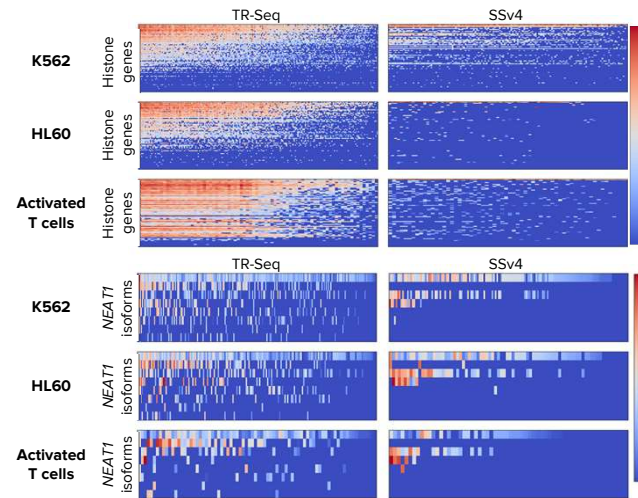 TR-Seq SSv4
K562
Histone
genes
HL60
Histone
genes
Activated
T cells
Histone
genes
TR-Seq SSv4
K562
NEAT1
isoforms
HL60
NEAT1
isoforms
Activated
T cells
NEAT1
isoforms